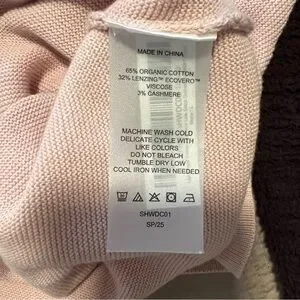 MADE IN CHINA
65% ORGANIC COTTON
32% LENZING™ ECOVERO™
VISCOSE
3% CASHMERE
MACHINE WASH COLD
DELICATE CYCLE WITH
LIKE COLORS
DO NOT BLEACH
TUMBLE DRY LOW
COOL IRON WHEN NEEDED
SHWDC01
SP/25